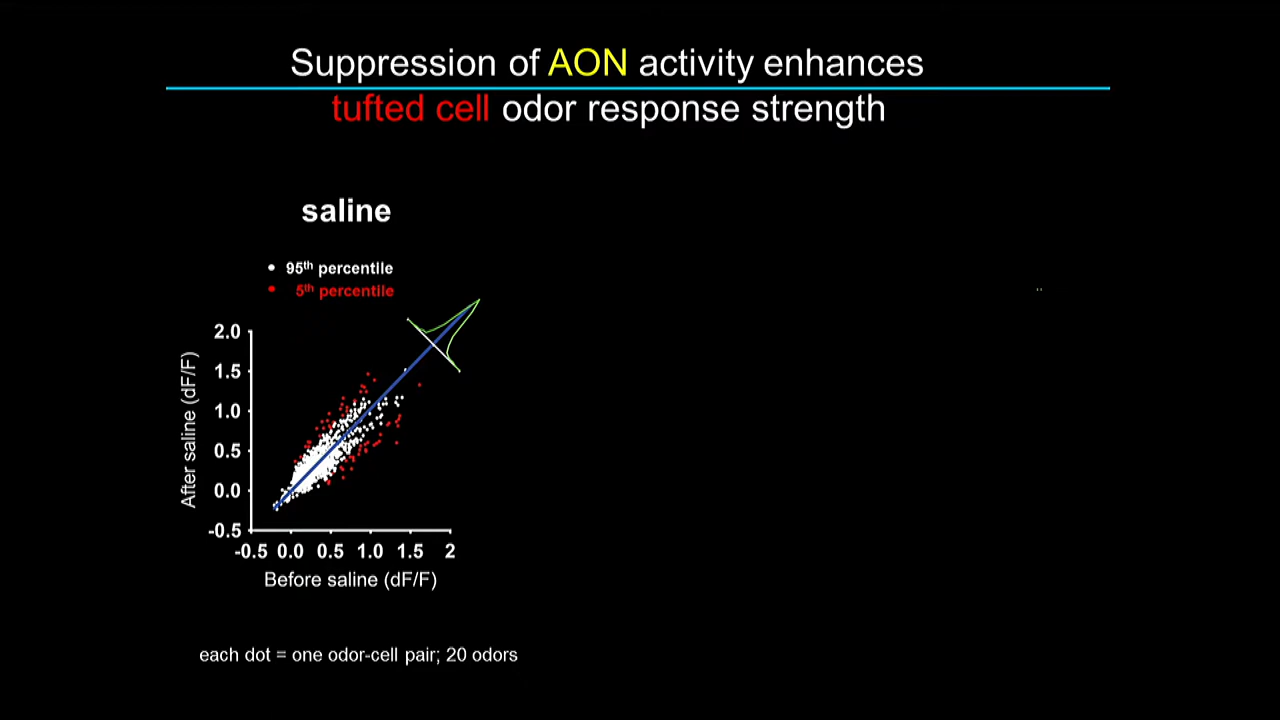 Suppression of AON activity enhances
tufted cell odor response strength
saline
• 95th percentile
• 5th percentile
2.0
1.5
1.0
0.5
0.0
-0.5
After saline (dF/F)
-0.5 0.0 0.5 1.0 1.5 2
Before saline (dF/F)
each dot = one odor-cell pair; 20 odors